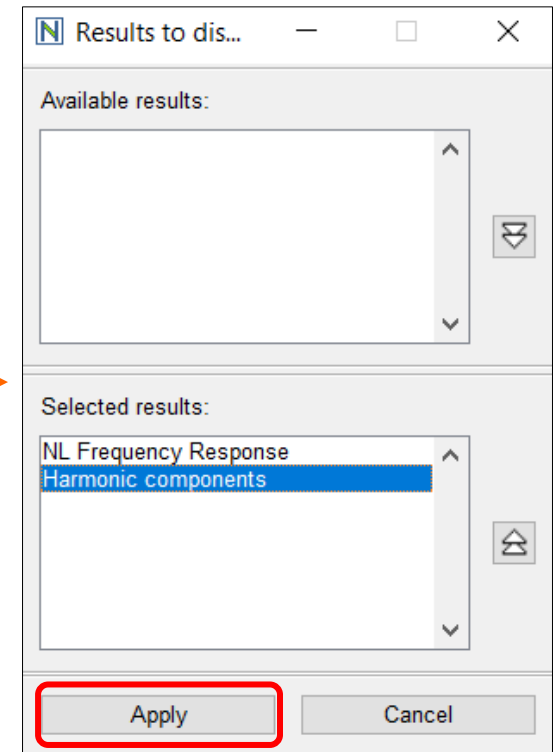 Results to dis...
Available results:
Selected results:
NL Frequency Response
Harmonic components
Apply
Cancel